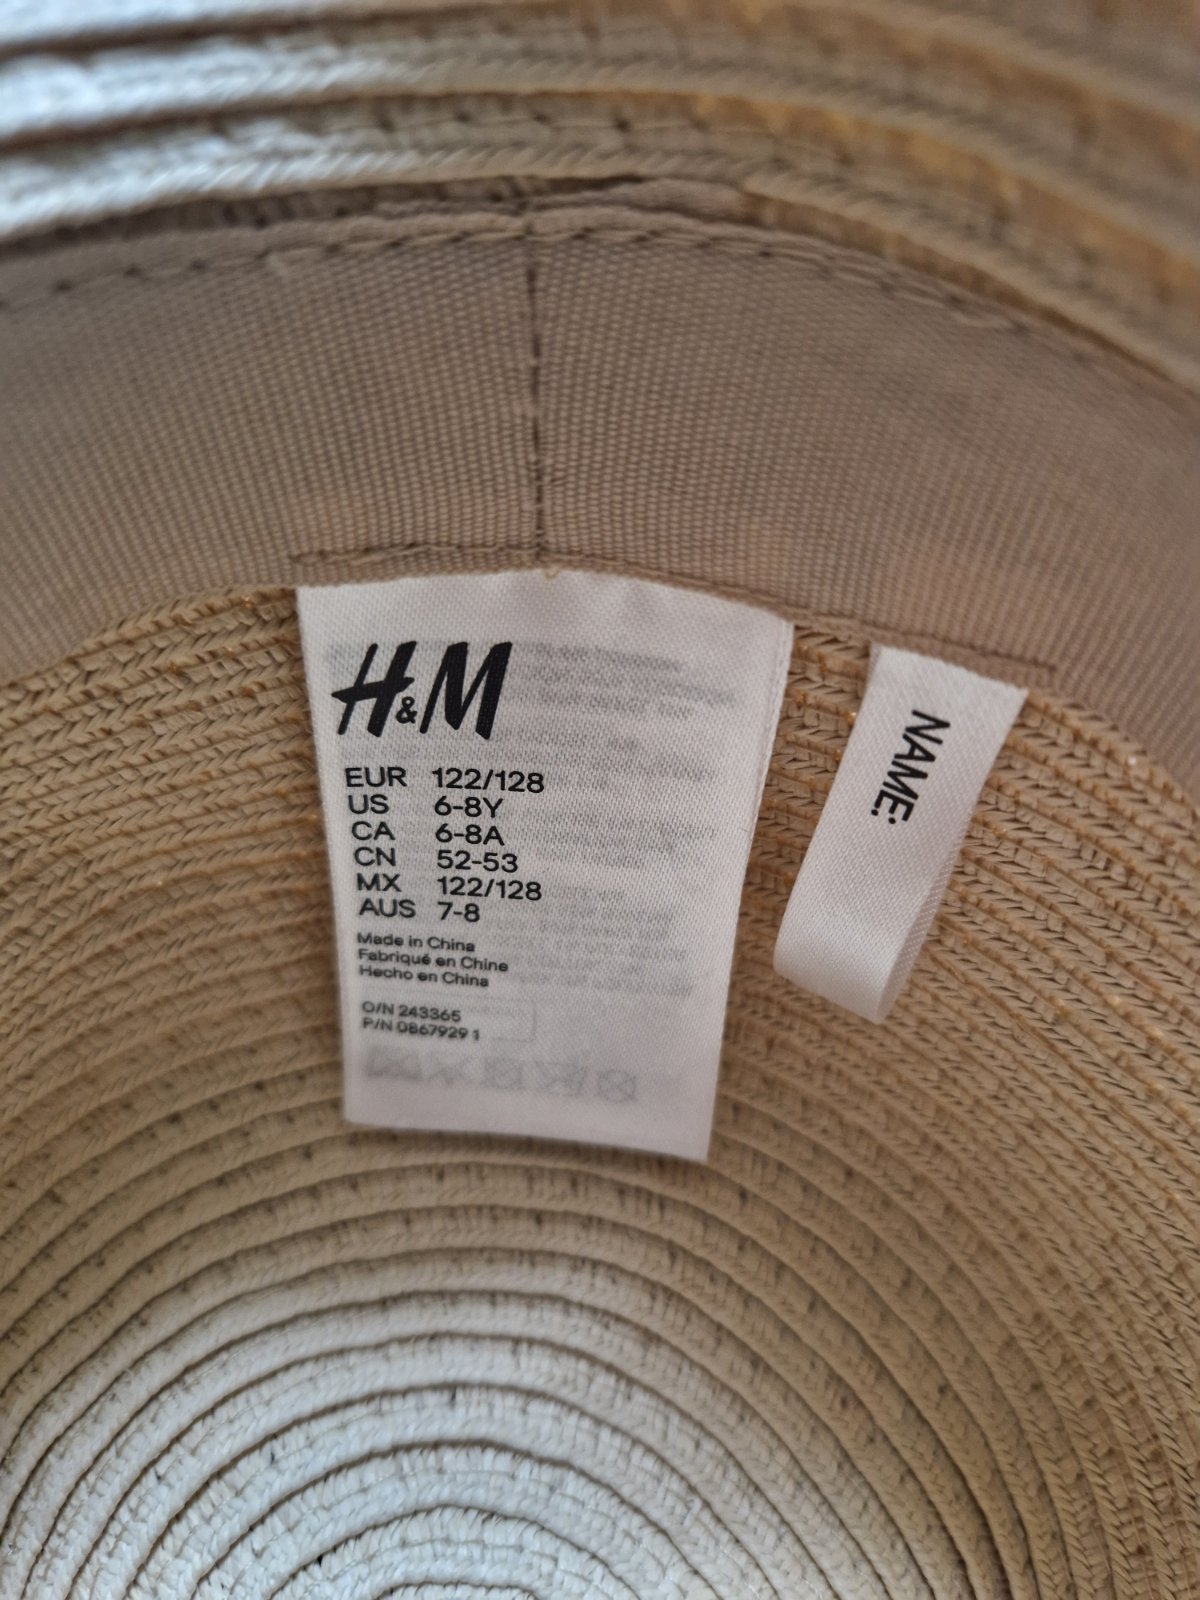 H&M
EUR 122/128
US 6-8Y
CA 6-8A
CN 52-53
MX 122/128
AUS 7-8
Made in China
Fabriqué en Chine
Hecho en China
O/N 243365
P/N 0867929 1
NAME: